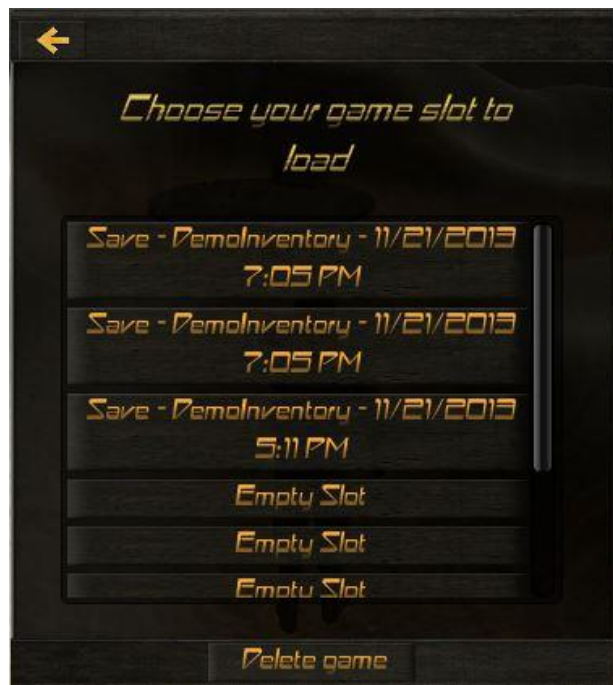 Choose your game slot to
load
Save - DemoInventory - 11/21/2013
7:05 PM
Save - DemoInventory - 11/21/2013
7:05 PM
Save - DemoInventory - 11/21/2013
5:11 PM
Empty Slot
Empty Slot
Empty Slot
Delete game